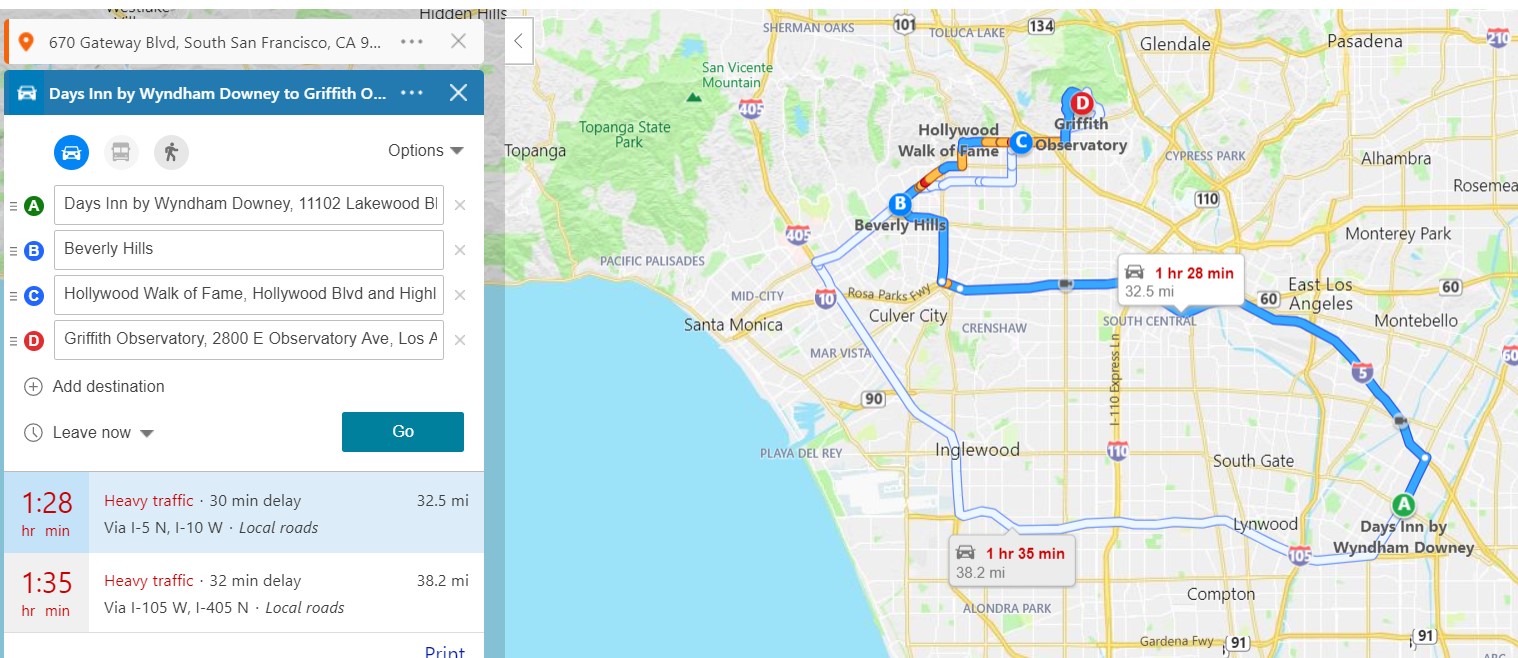 Hidden Hills
670 Gateway Blvd, South San Francisco, CA 9...
Days Inn by Wyndham Downey to Griffith O...
Options
A
Days Inn by Wyndham Downey, 11102 Lakewood Bl
B
Beverly Hills
C
Hollywood Walk of Fame, Hollywood Blvd and Highl
D
Griffith Observatory, 2800 E Observatory Ave, Los A
Add destination
Leave now
Go
1:28
hr min
Heavy traffic · 30 min delay
32.5 mi
Via I-5 N, I-10 W · Local roads
1:35
hr min
Heavy traffic · 32 min delay
38.2 mi
Via I-105 W, I-405 N · Local roads
Print
SHERMAN OAKS
101
TOLUCA LAKE
134
Glendale
Pasadena
210
San Vicente
Mountain
405
Topanga State
Park
Topanga
Hollywood
Walk of Fame
C
D
Griffith
Observatory
CYPRESS PARK
Alhambra
Rosemea
110
B
Beverly Hills
405
PACIFIC PALISADES
Monterey Park
1 hr 28 min
32.5 mi
MID-CITY
10
Rosa Parks Fwy
60
East Los
Angeles
60
Santa Monica
Culver City
CRENSHAW
SOUTH CENTRAL
Montebello
MAR VISTA
I-110 Express Ln
5
60
90
PLAYA DEL REY
Inglewood
110
South Gate
A
Days Inn by
Wyndham Downey
Lynwood
105
1 hr 35 min
38.2 mi
Compton
ALONDRA PARK
Gardena Fwy
91
91